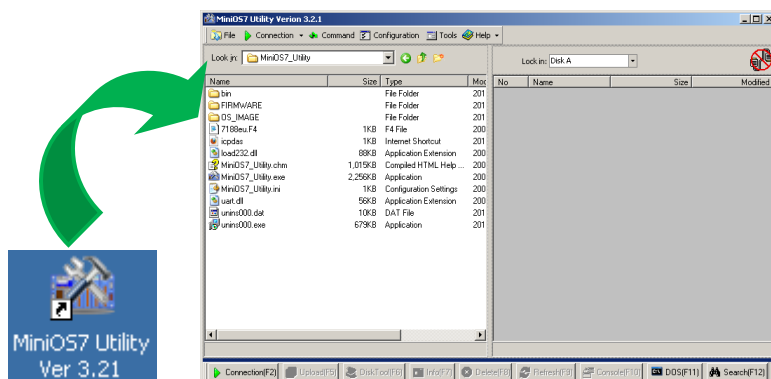 MiniOS7 Utility Verion 3.2.1
File Connection Command Configuration Tools Help
Look in: MiniOS7_Utility
Lock in: Disk A
Name Size Type Mod
No Name Size Modified
bin File Folder 201
FIRMWARE File Folder 201
OS_IMAGE File Folder 201
7188eu.F4 1KB F4 File 200
icpdas 1KB Internet Shortcut 201
load232.dll 88KB Application Extension 200
MiniOS7_Utility.chm 1,015KB Compiled HTML Help ... 200
MiniOS7_Utility.exe 2,256KB Application 201
MiniOS7_Utility.ini 1KB Configuration Settings 200
uart.dll 56KB Application Extension 200
unins000.dat 10KB DAT File 201
unins000.exe 679KB Application 201
MiniOS7 Utility
Ver 3.21
Connection(F2) Upload(F5) DiskTool(F6) Info(F7) Delete(F8) Refresh(F9) Console(F10) DOS(F11) Search(F12)